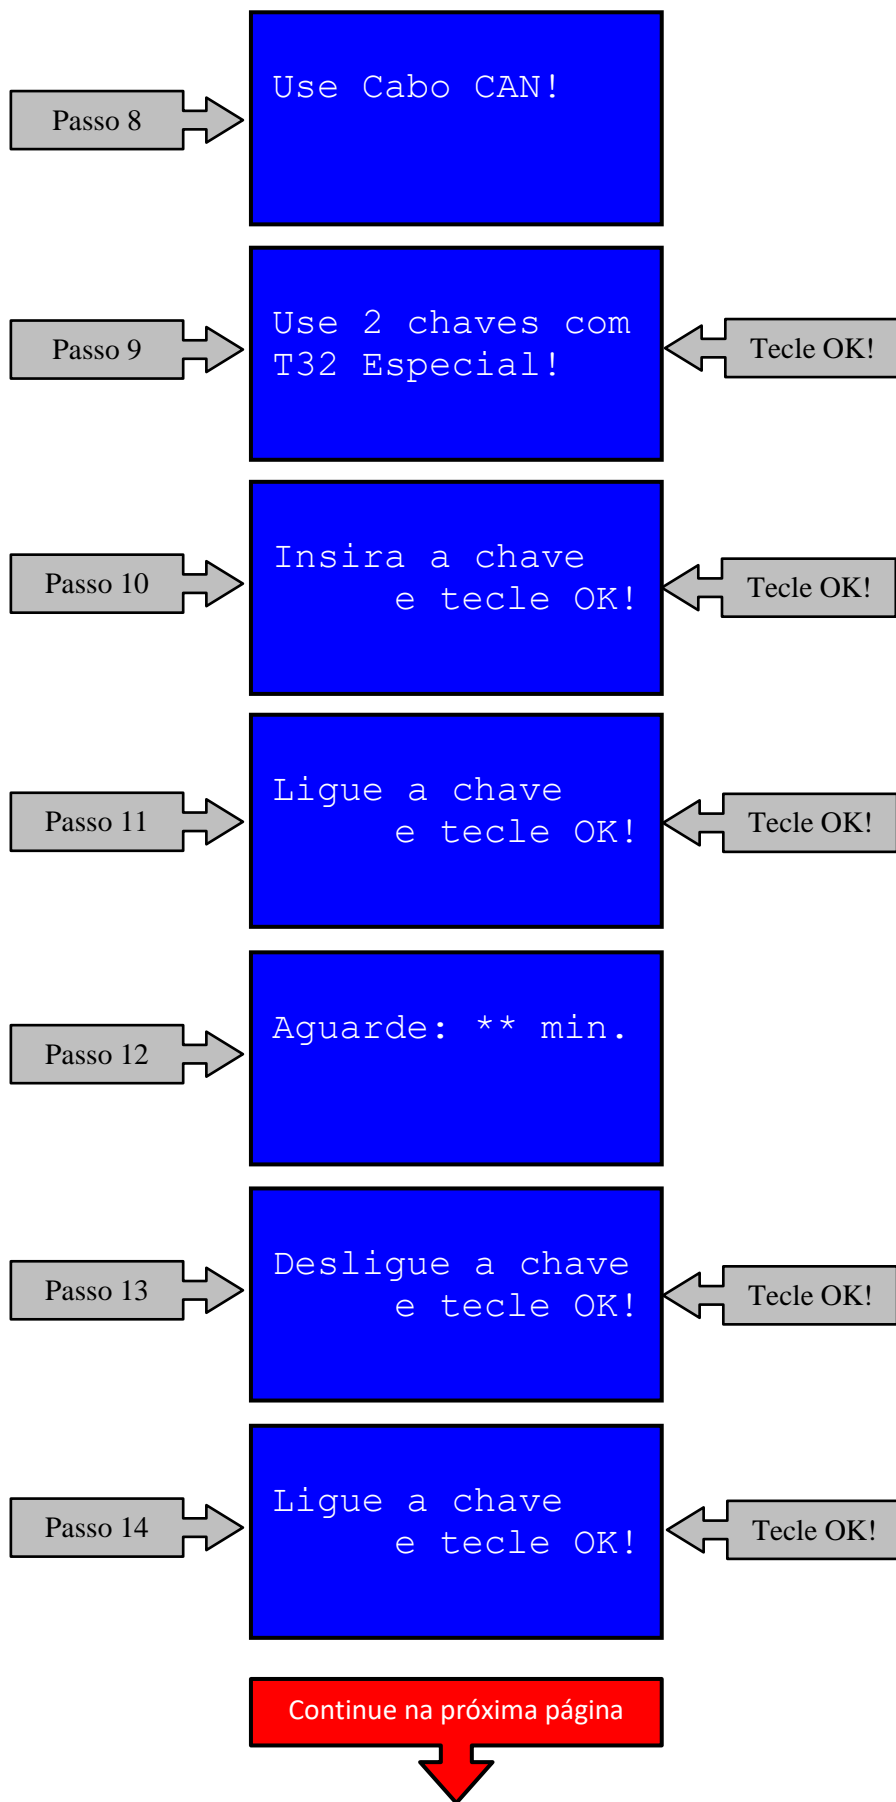 Passo 8
Use Cabo CAN!
Passo 9
Use 2 chaves com
T32 Especial!
Tecle OK!
Passo 10
Insira a chave
e tecle OK!
Tecle OK!
Passo 11
Ligue a chave
e tecle OK!
Tecle OK!
Passo 12
Aguarde: ** min.
Passo 13
Desligue a chave
e tecle OK!
Tecle OK!
Passo 14
Ligue a chave
e tecle OK!
Tecle OK!
Continue na próxima página